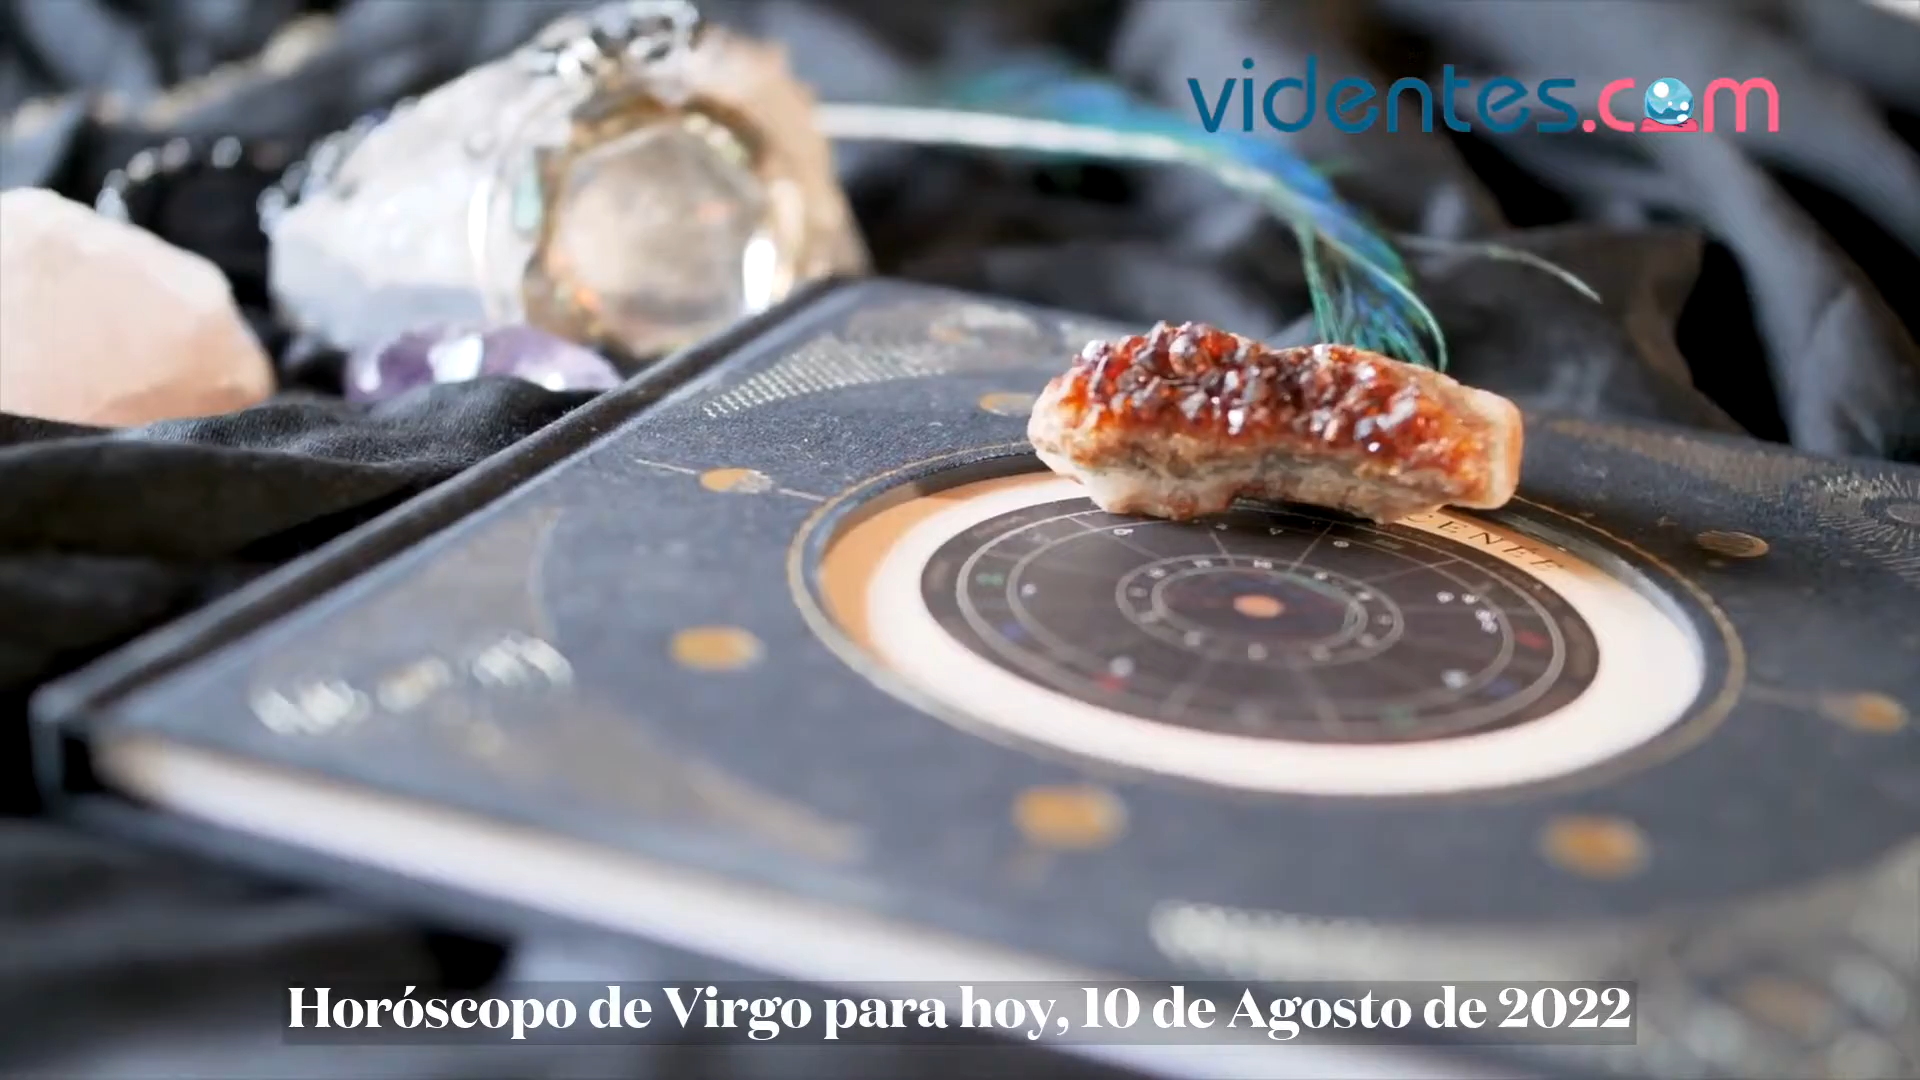 videntes.com
Horóscopo de Virgo para hoy, 10 de Agosto de 2022